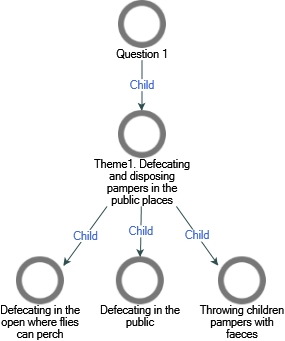 Question 1
Child
Theme1. Defecating
and disposing
pampers in the
public places
Child
Child
Child
Defecating in the
open where flies
can perch
Defecating in the
public
Throwing children
pampers with
faeces